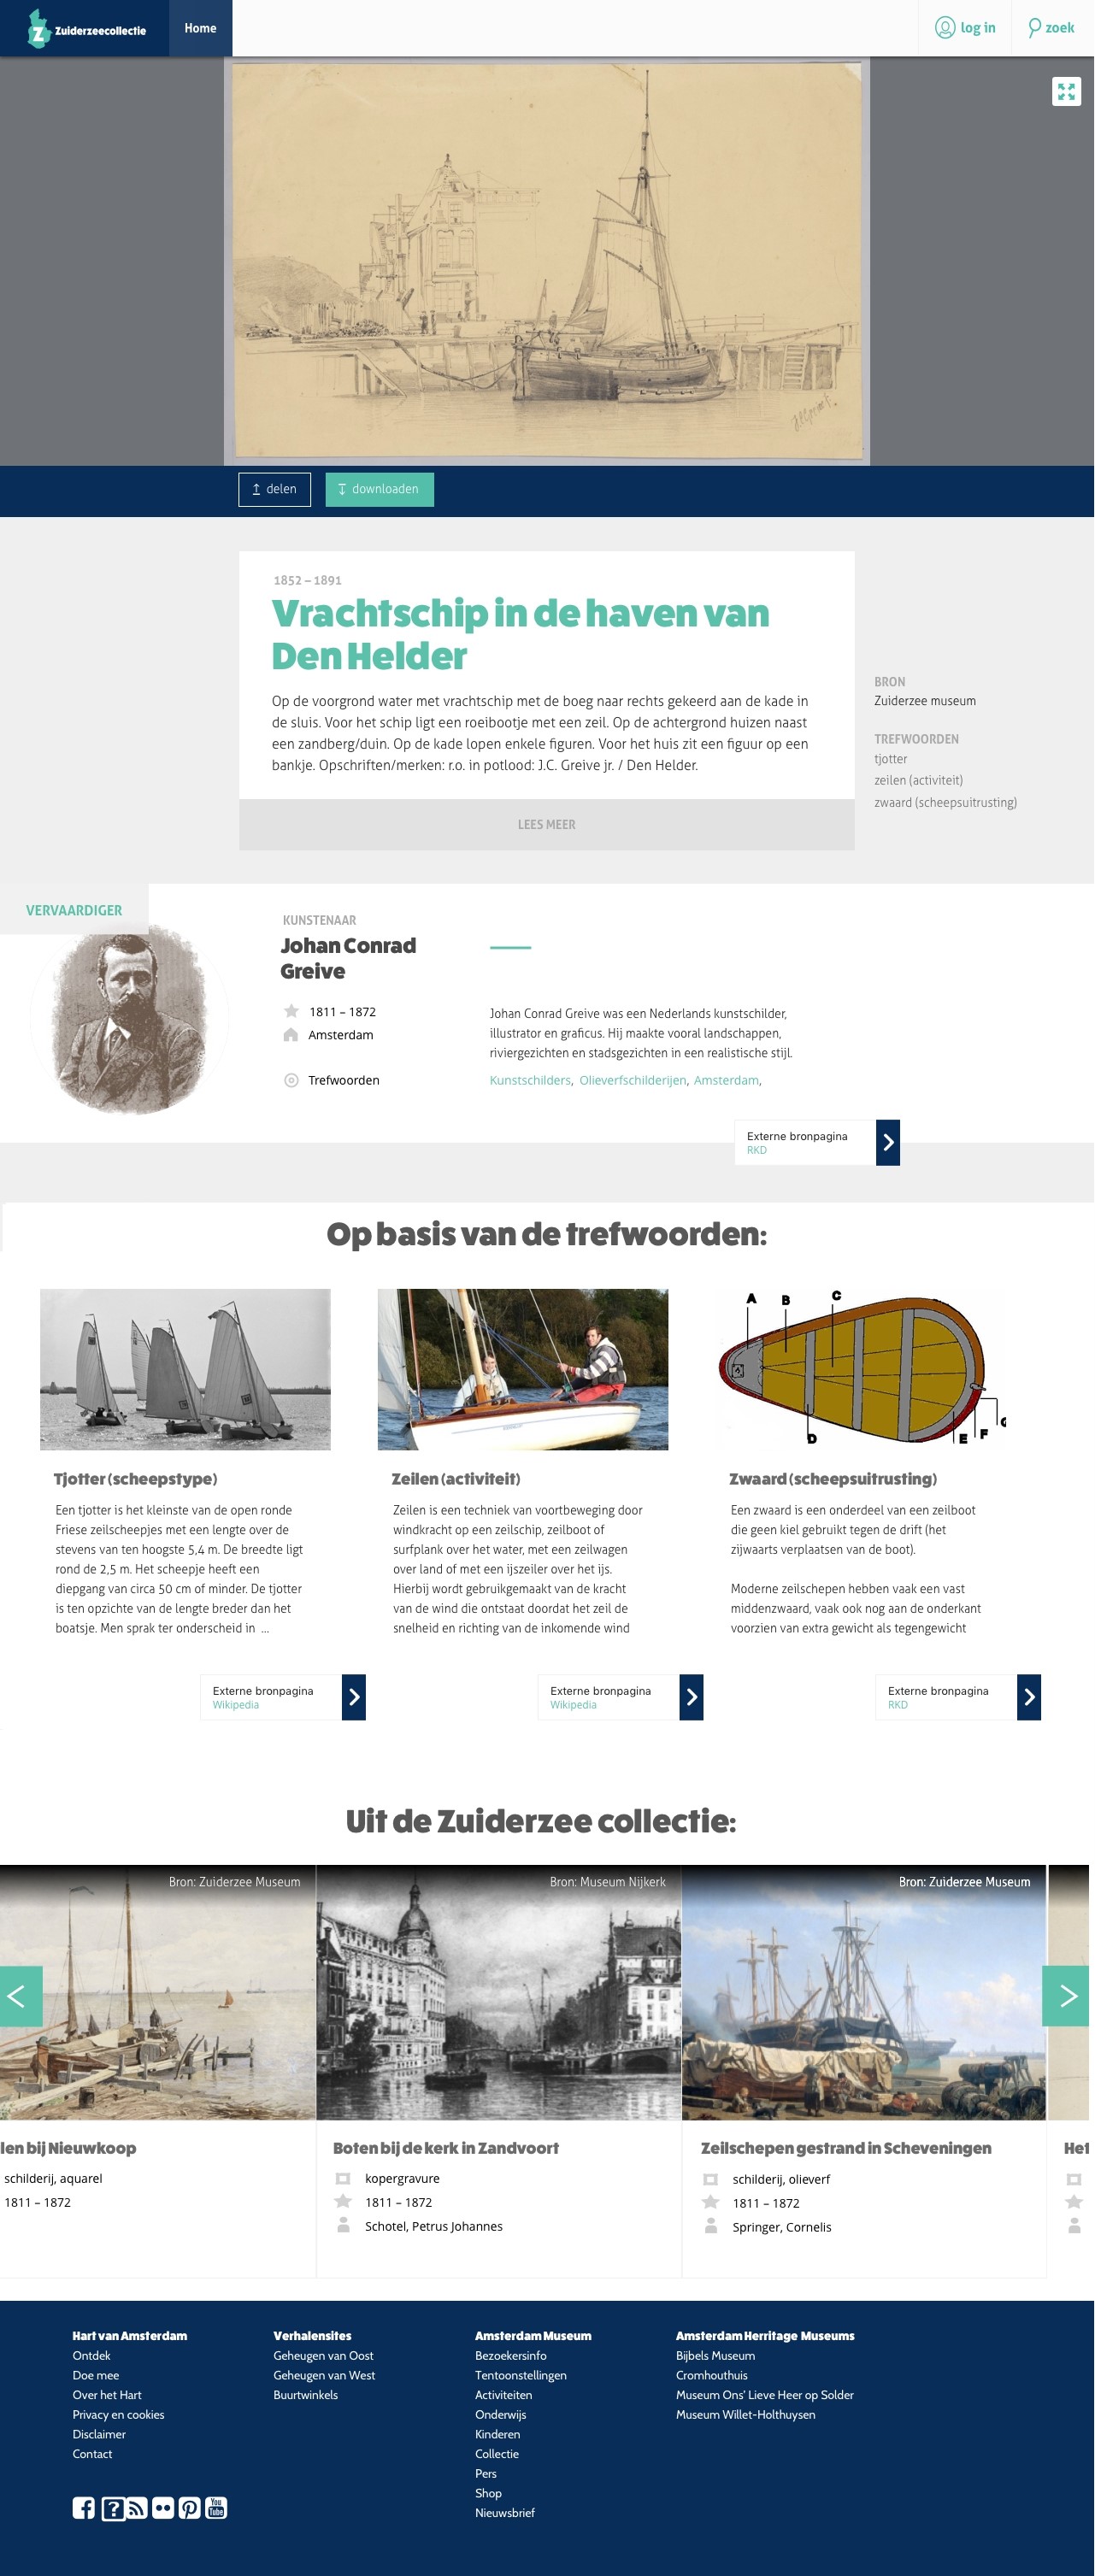 Zuiderzeecollectie
Home
log in
zoek
delen
downloaden
1852 – 1891
Vrachtschip in de haven van
Den Helder
Op de voorgrond water met vrachtschip met de boeg naar rechts gekeerd aan de kade in
de sluis. Voor het schip ligt een roeibootje met een zeil. Op de achtergrond huizen naast
een zandberg/duin. Op de kade lopen enkele figuren. Voor het huis zit een figuur op een
bankje. Opschriften/merken: r.o. in potlood: J.C. Greive jr. / Den Helder.
LEES MEER
BRON
Zuiderzee museum
TREFWOORDEN
tjotter
zeilen (activiteit)
zwaard (scheepsuitrusting)
VERVAARDIGER
KUNSTENAAR
Johan Conrad
Greive
1811 – 1872
Amsterdam
Trefwoorden
Johan Conrad Greive was een Nederlands kunstschilder,
illustrator en graficus. Hij maakte vooral landschappen,
riviergezichten en stadsgezichten in een realistische stijl.
Kunstschilders, Olieverfschilderijen, Amsterdam,
Externe bronpagina
RKD
Op basis van de trefwoorden:
A B C
D E F G
Tjotter (scheepstype)
Een tjotter is het kleinste van de open ronde
Friese zeilscheepjes met een lengte over de
stevens van ten hoogste 5,4 m. De breedte ligt
rond de 2,5 m. Het scheepje heeft een
diepgang van circa 50 cm of minder. De tjotter
is ten opzichte van de lengte breder dan het
boatsje. Men sprak ter onderscheid in ...
Externe bronpagina
Wikipedia
Zeilen (activiteit)
Zeilen is een techniek van voortbeweging door
windkracht op een zeilschip, zeilboot of
surfplank over het water, met een zeilwagen
over land of met een ijszeiler over het ijs.
Hierbij wordt gebruikgemaakt van de kracht
van de wind die ontstaat doordat het zeil de
snelheid en richting van de inkomende wind
Externe bronpagina
Wikipedia
Zwaard (scheepsuitrusting)
Een zwaard is een onderdeel van een zeilboot
die geen kiel gebruikt tegen de drift (het
zijwaarts verplaatsen van de boot).
Moderne zeilschepen hebben vaak een vast
middenzwaard, vaak ook nog aan de onderkant
voorzien van extra gewicht als tegengewicht
Externe bronpagina
RKD
Uit de Zuiderzee collectie:
Bron: Zuiderzee Museum
len bij Nieuwkoop
schilderij, aquarel
1811 – 1872
Bron: Museum Nijkerk
Boten bij de kerk in Zandvoort
kopergravure
1811 – 1872
Schotel, Petrus Johannes
Bron: Zuiderzee Museum
Zeilschepen gestrand in Scheveningen
schilderij, olieverf
1811 – 1872
Springer, Cornelis
Het
Hart van Amsterdam
Ontdek
Doe mee
Over het Hart
Privacy en cookies
Disclaimer
Contact
Verhalensites
Geheugen van Oost
Geheugen van West
Buurtwinkels
Amsterdam Museum
Bezoekersinfo
Tentoonstellingen
Activiteiten
Onderwijs
Kinderen
Collectie
Pers
Shop
Nieuwsbrief
Amsterdam Herritage Museums
Bijbels Museum
Cromhouthuis
Museum Ons' Lieve Heer op Solder
Museum Willet-Holthuysen
You
Tube